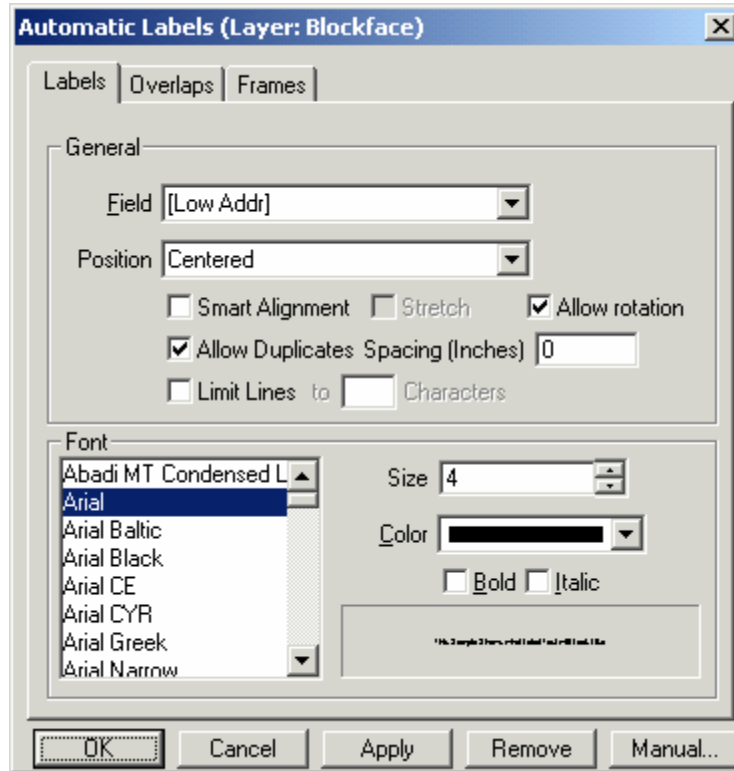 Automatic Labels (Layer: Blockface)
Labels Overlaps Frames
General
Field [Low Addr]
Position Centered
Smart Alignment Stretch Allow rotation
Allow Duplicates Spacing (Inches) 0
Limit Lines to Characters
Font
Abadi MT Condensed L
Arial
Arial Baltic
Arial Black
Arial CE
Arial CYR
Arial Greek
Arial Narrow
Size 4
Color
Bold Italic
OK Cancel Apply Remove Manual...